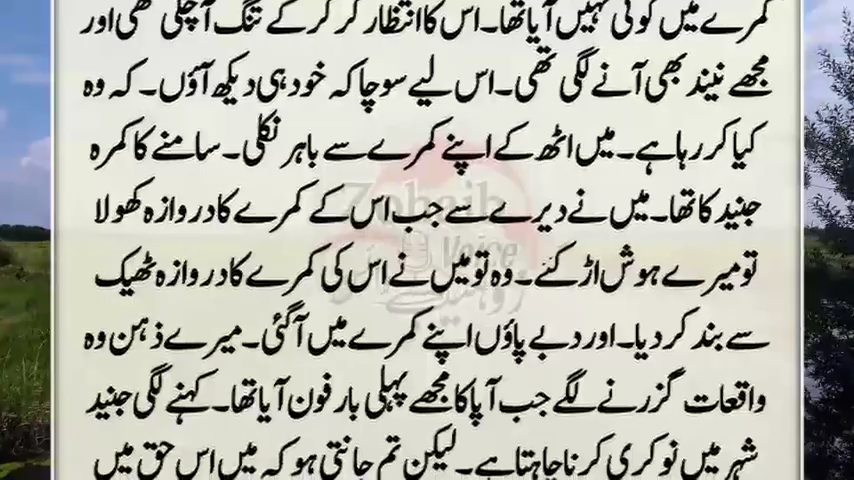 کمرے میں کوئی نہیں آیا تھا۔ اس کا انتظار کر کر کے تنگ آ چکی تھی اور
مجھے نیند بھی آنے لگی تھی۔ اس لیے سوچا کہ خود ہی دیکھ آؤں۔ کہ وہ
کیا کر رہا ہے۔ میں اٹھ کے اپنے کمرے سے باہر نکلی۔ سامنے کا کمرہ
جنید کا تھا۔ میں نے دیرے سے جب اس کے کمرے کا دروازہ کھولا
تو میرے ہوش اڑ گئے۔ وہ تو میں نے اس کی کمرے کا دروازہ ٹھیک
سے بند کر دیا۔ اور دبے پاؤں اپنے کمرے میں آ گئی۔ میرے ذہن وہ
واقعات گزرنے لگے جب آپا کا مجھے پہلی بار فون آیا تھا۔ کہنے لگی جنید
شہر میں نوکری کرنا چاہتا ہے۔ لیکن تم جانتی ہو کہ میں اس حق میں
Zohaib
Voice